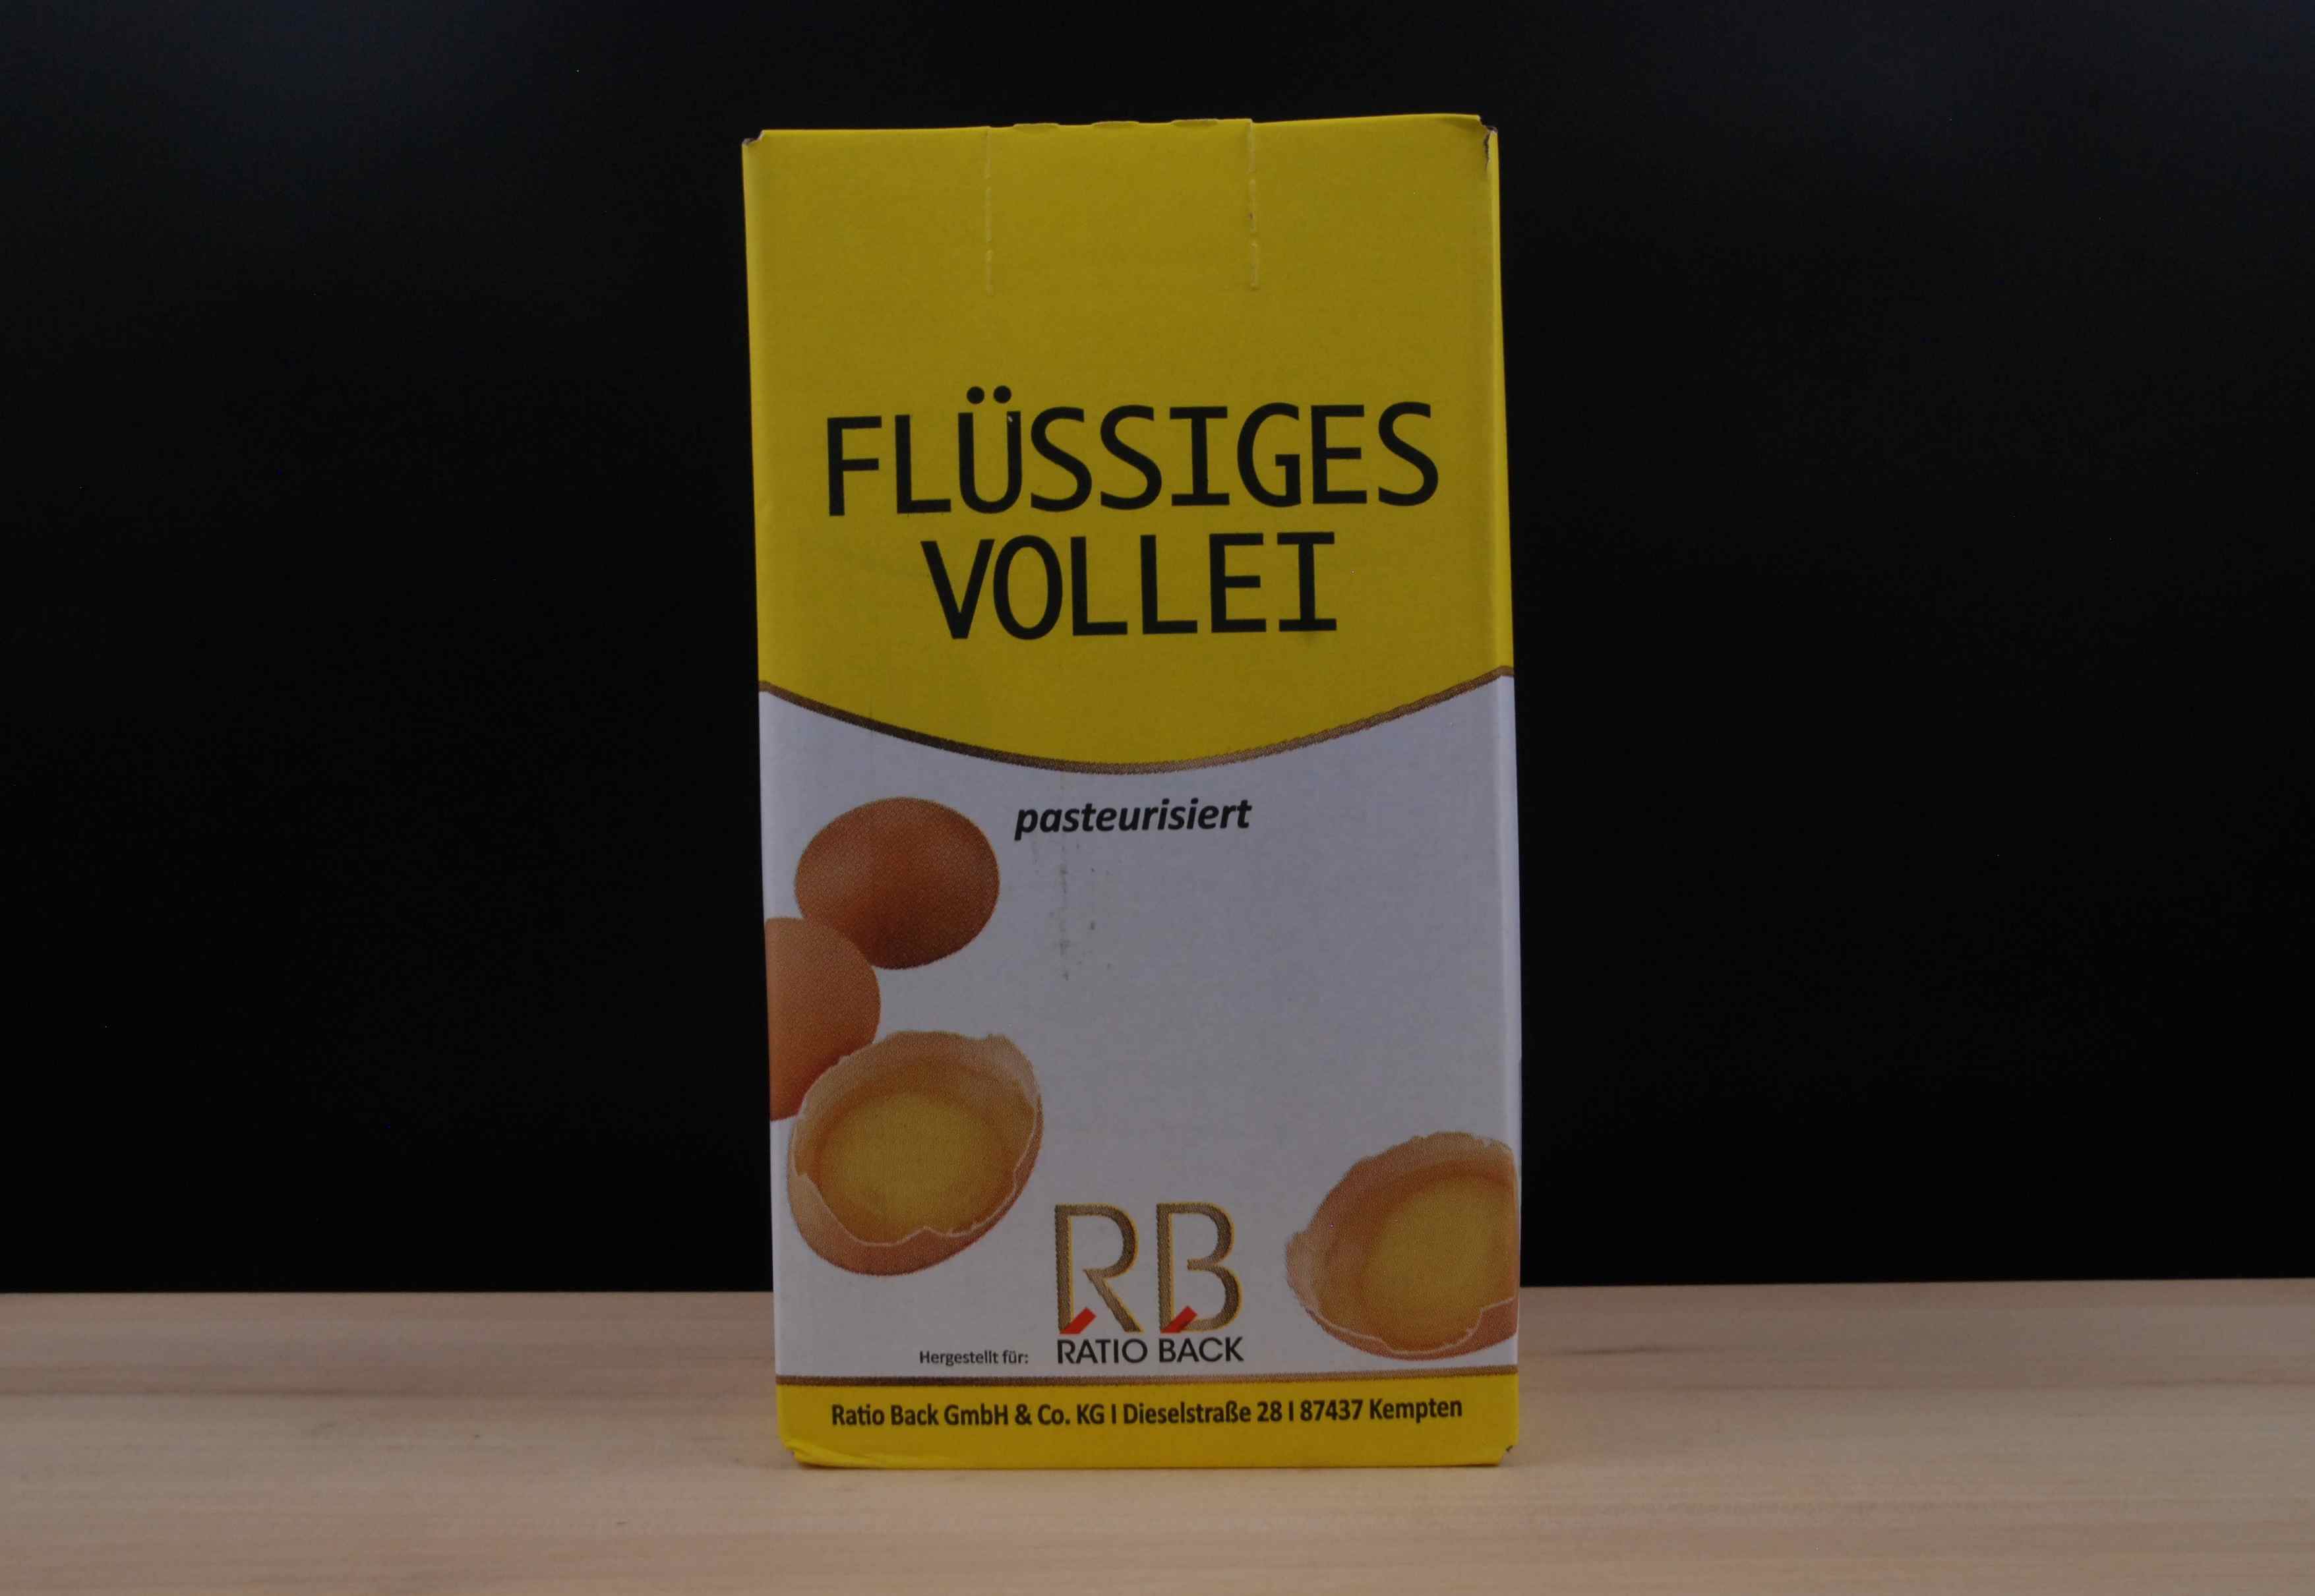 FLÜSSIGES
VOLLEI
pasteurisiert
RB
Hergestellt für: RATIO BACK
Ratio Back GmbH & Co. KG I Dieselstraße 28 I 87437 Kempten